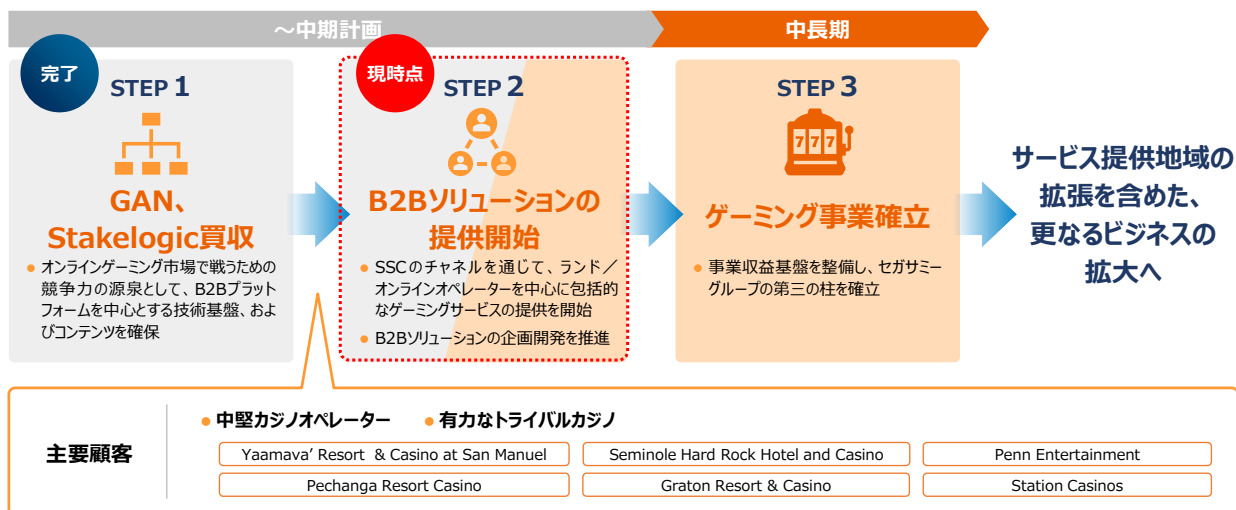 ～中期計画
中長期
完了
STEP 1
GAN、
Stakelogic買収
● オンラインゲーミング市場で戦うための
競争力の源泉として、B2Bプラット
フォームを中心とする技術基盤、およ
びコンテンツを確保
現時点
STEP 2
B2Bソリューションの
提供開始
● SSCのチャネルを通じて、ランド／
オンラインオペレーターを中心に包括的
なゲーミングサービスの提供を開始
● B2Bソリューションの企画開発を推進
STEP 3
777
ゲーミング事業確立
● 事業収益基盤を整備し、セガサミー
グループの第三の柱を確立
サービス提供地域の
拡張を含めた、
更なるビジネスの
拡大へ
主要顧客
● 中堅カジノオペレーター ● 有力なトライバルカジノ
Yaamava’ Resort & Casino at San Manuel
Seminole Hard Rock Hotel and Casino
Penn Entertainment
Pechanga Resort Casino
Graton Resort & Casino
Station Casinos